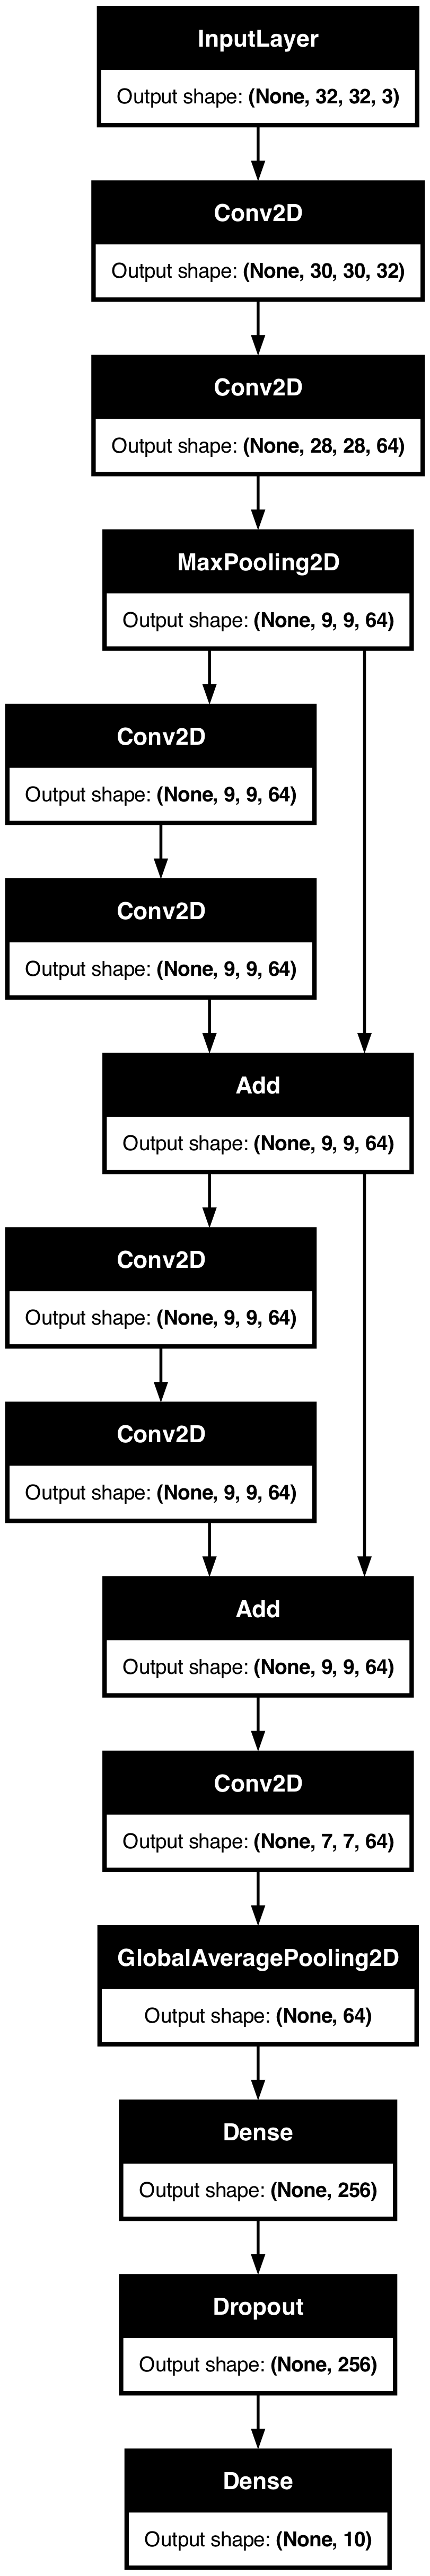 InputLayer
Output shape: (None, 32, 32, 3)
Conv2D
Output shape: (None, 30, 30, 32)
Conv2D
Output shape: (None, 28, 28, 64)
MaxPooling2D
Output shape: (None, 9, 9, 64)
Conv2D
Output shape: (None, 9, 9, 64)
Conv2D
Output shape: (None, 9, 9, 64)
Add
Output shape: (None, 9, 9, 64)
Conv2D
Output shape: (None, 9, 9, 64)
Conv2D
Output shape: (None, 9, 9, 64)
Add
Output shape: (None, 9, 9, 64)
Conv2D
Output shape: (None, 7, 7, 64)
GlobalAveragePooling2D
Output shape: (None, 64)
Dense
Output shape: (None, 256)
Dropout
Output shape: (None, 256)
Dense
Output shape: (None, 10)